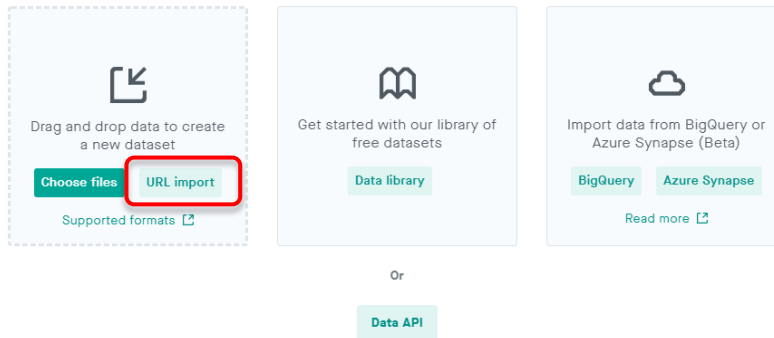 Drag and drop data to create
a new dataset
Choose files
URL import
Supported formats
Get started with our library of
free datasets
Data library
Import data from BigQuery or
Azure Synapse (Beta)
BigQuery
Azure Synapse
Read more
Or
Data API